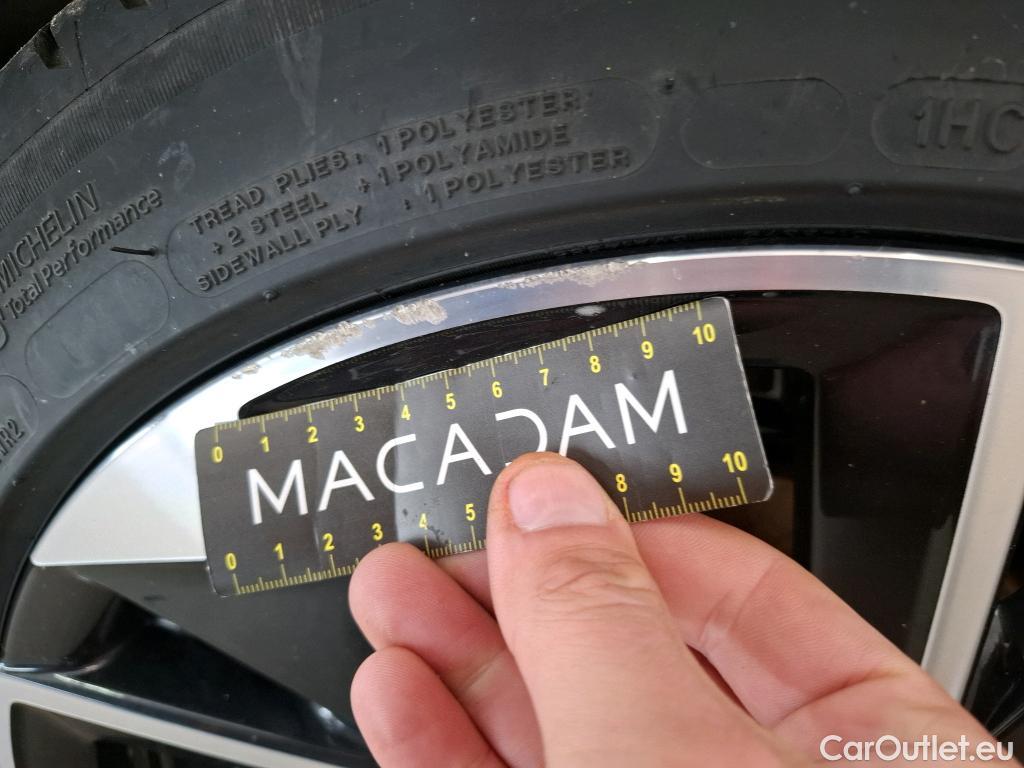 MICHELIN
Total Performance
TREAD PLIES: 1 POLYESTER
+ 2 STEEL + 1 POLYAMIDE
SIDEWALL PLY : 1 POLYESTER
1HC
R2
0 1 2 3 4 5 6 7 8 9 10
MACADAM
0 1 2 3 4 5 8 9 10
CarOutlet.eu